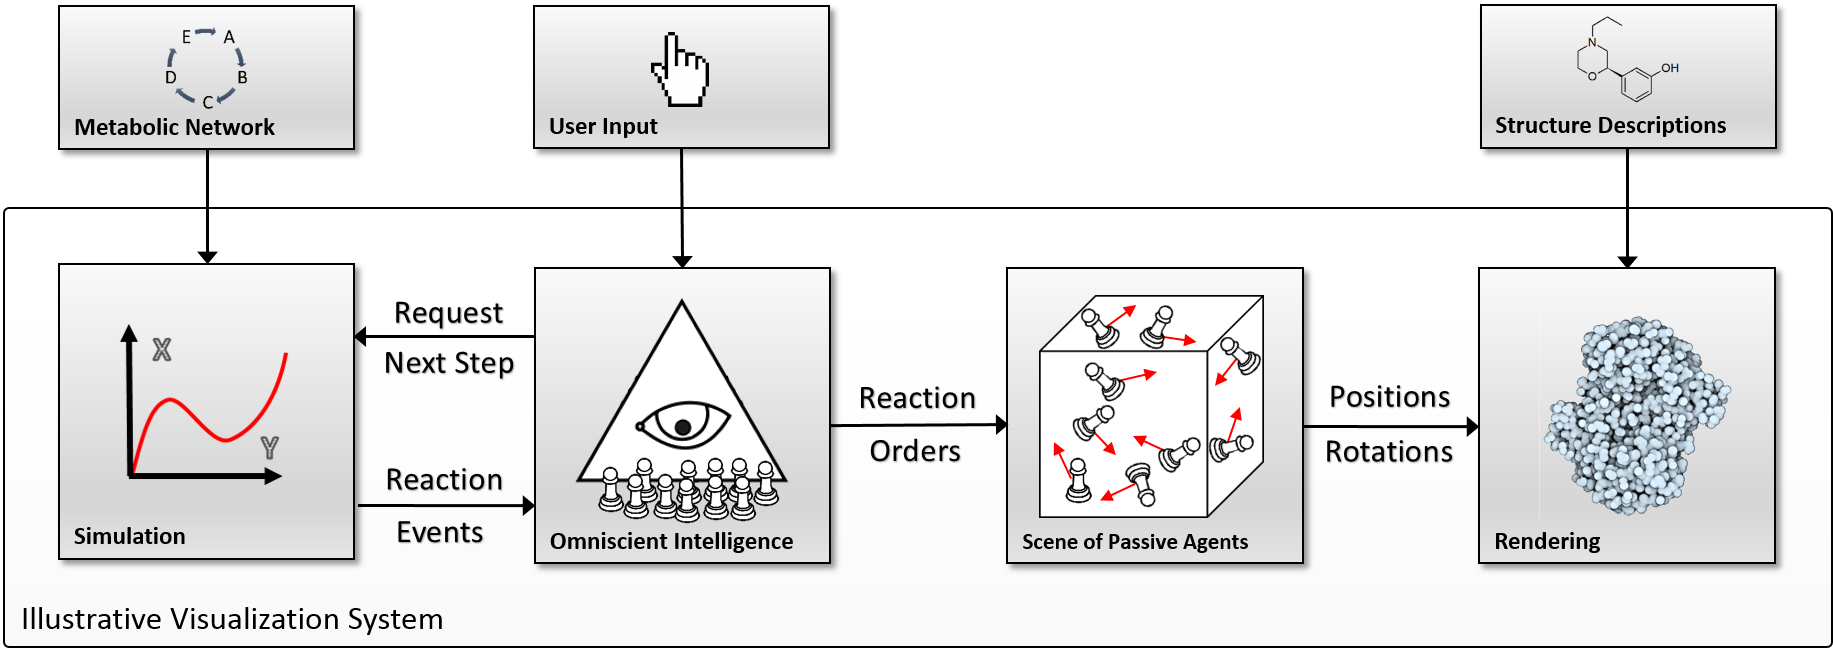 E A
D B
C
Metabolic Network
User Input
N
O
OH
Structure Descriptions
Request
Next Step
Reaction
Events
X
Y
Simulation
Omniscient Intelligence
Reaction
Orders
Scene of Passive Agents
Positions
Rotations
Rendering
Illustrative Visualization System